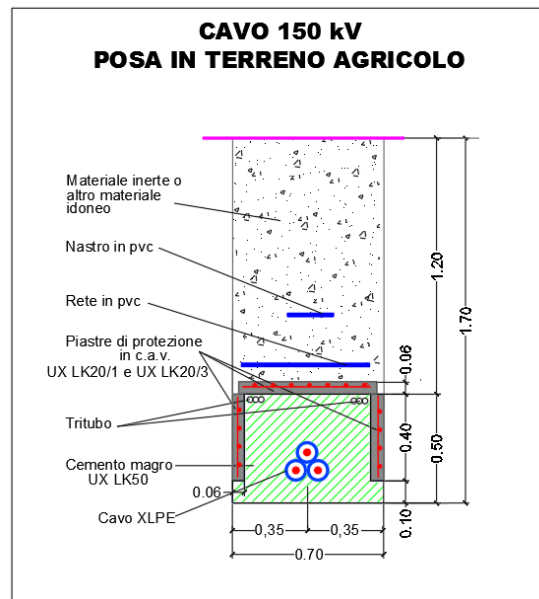 CAVO 150 kV
POSA IN TERRENO AGRICOLO
Materiale inerte o
altro materiale
idoneo
Nastro in pvc
Rete in pvc
Piastre di protezione
in c.a.v.
UX LK20/1 e UX LK20/3
Tritubo
Cemento magro
UX LK50
0.06
Cavo XLPE
0,35
0,35
0.70
1.20
1.70
0.06
0.40
0.50
0.10